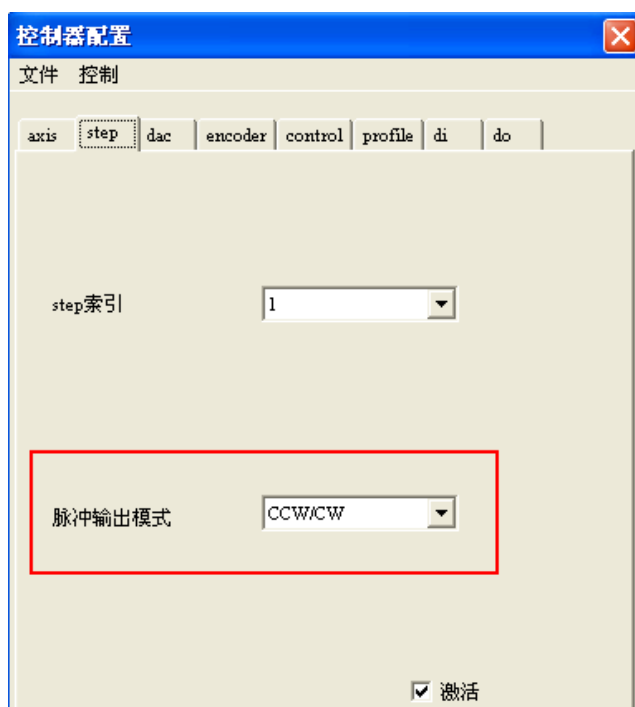 控制器配置
文件 控制
axis step dac encoder control profile di do
step索引 1
脉冲输出模式 CCW/CW
激活